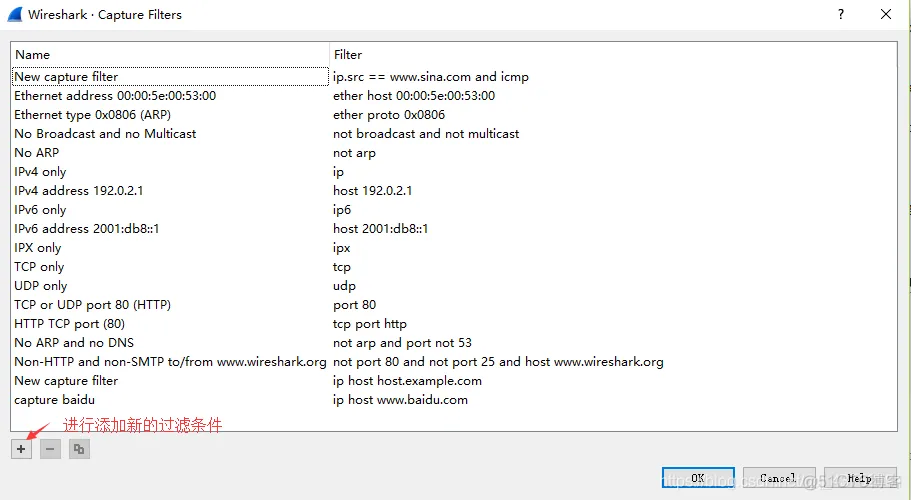 Wireshark · Capture Filters
Name Filter
New capture filter ip.src == www.sina.com and icmp
Ethernet address 00:00:5e:00:53:00 ether host 00:00:5e:00:53:00
Ethernet type 0x0806 (ARP) ether proto 0x0806
No Broadcast and no Multicast not broadcast and not multicast
No ARP not arp
IPv4 only ip
IPv4 address 192.0.2.1 host 192.0.2.1
IPv6 only ip6
IPv6 address 2001:db8::1 host 2001:db8::1
IPX only ipx
TCP only tcp
UDP only udp
TCP or UDP port 80 (HTTP) port 80
HTTP TCP port (80) tcp port http
No ARP and no DNS not arp and port not 53
Non-HTTP and non-SMTP to/from www.wireshark.org not port 80 and not port 25 and host www.wireshark.org
New capture filter ip host host.example.com
capture baidu ip host www.baidu.com
进行添加新的过滤条件
OK Cancel Help